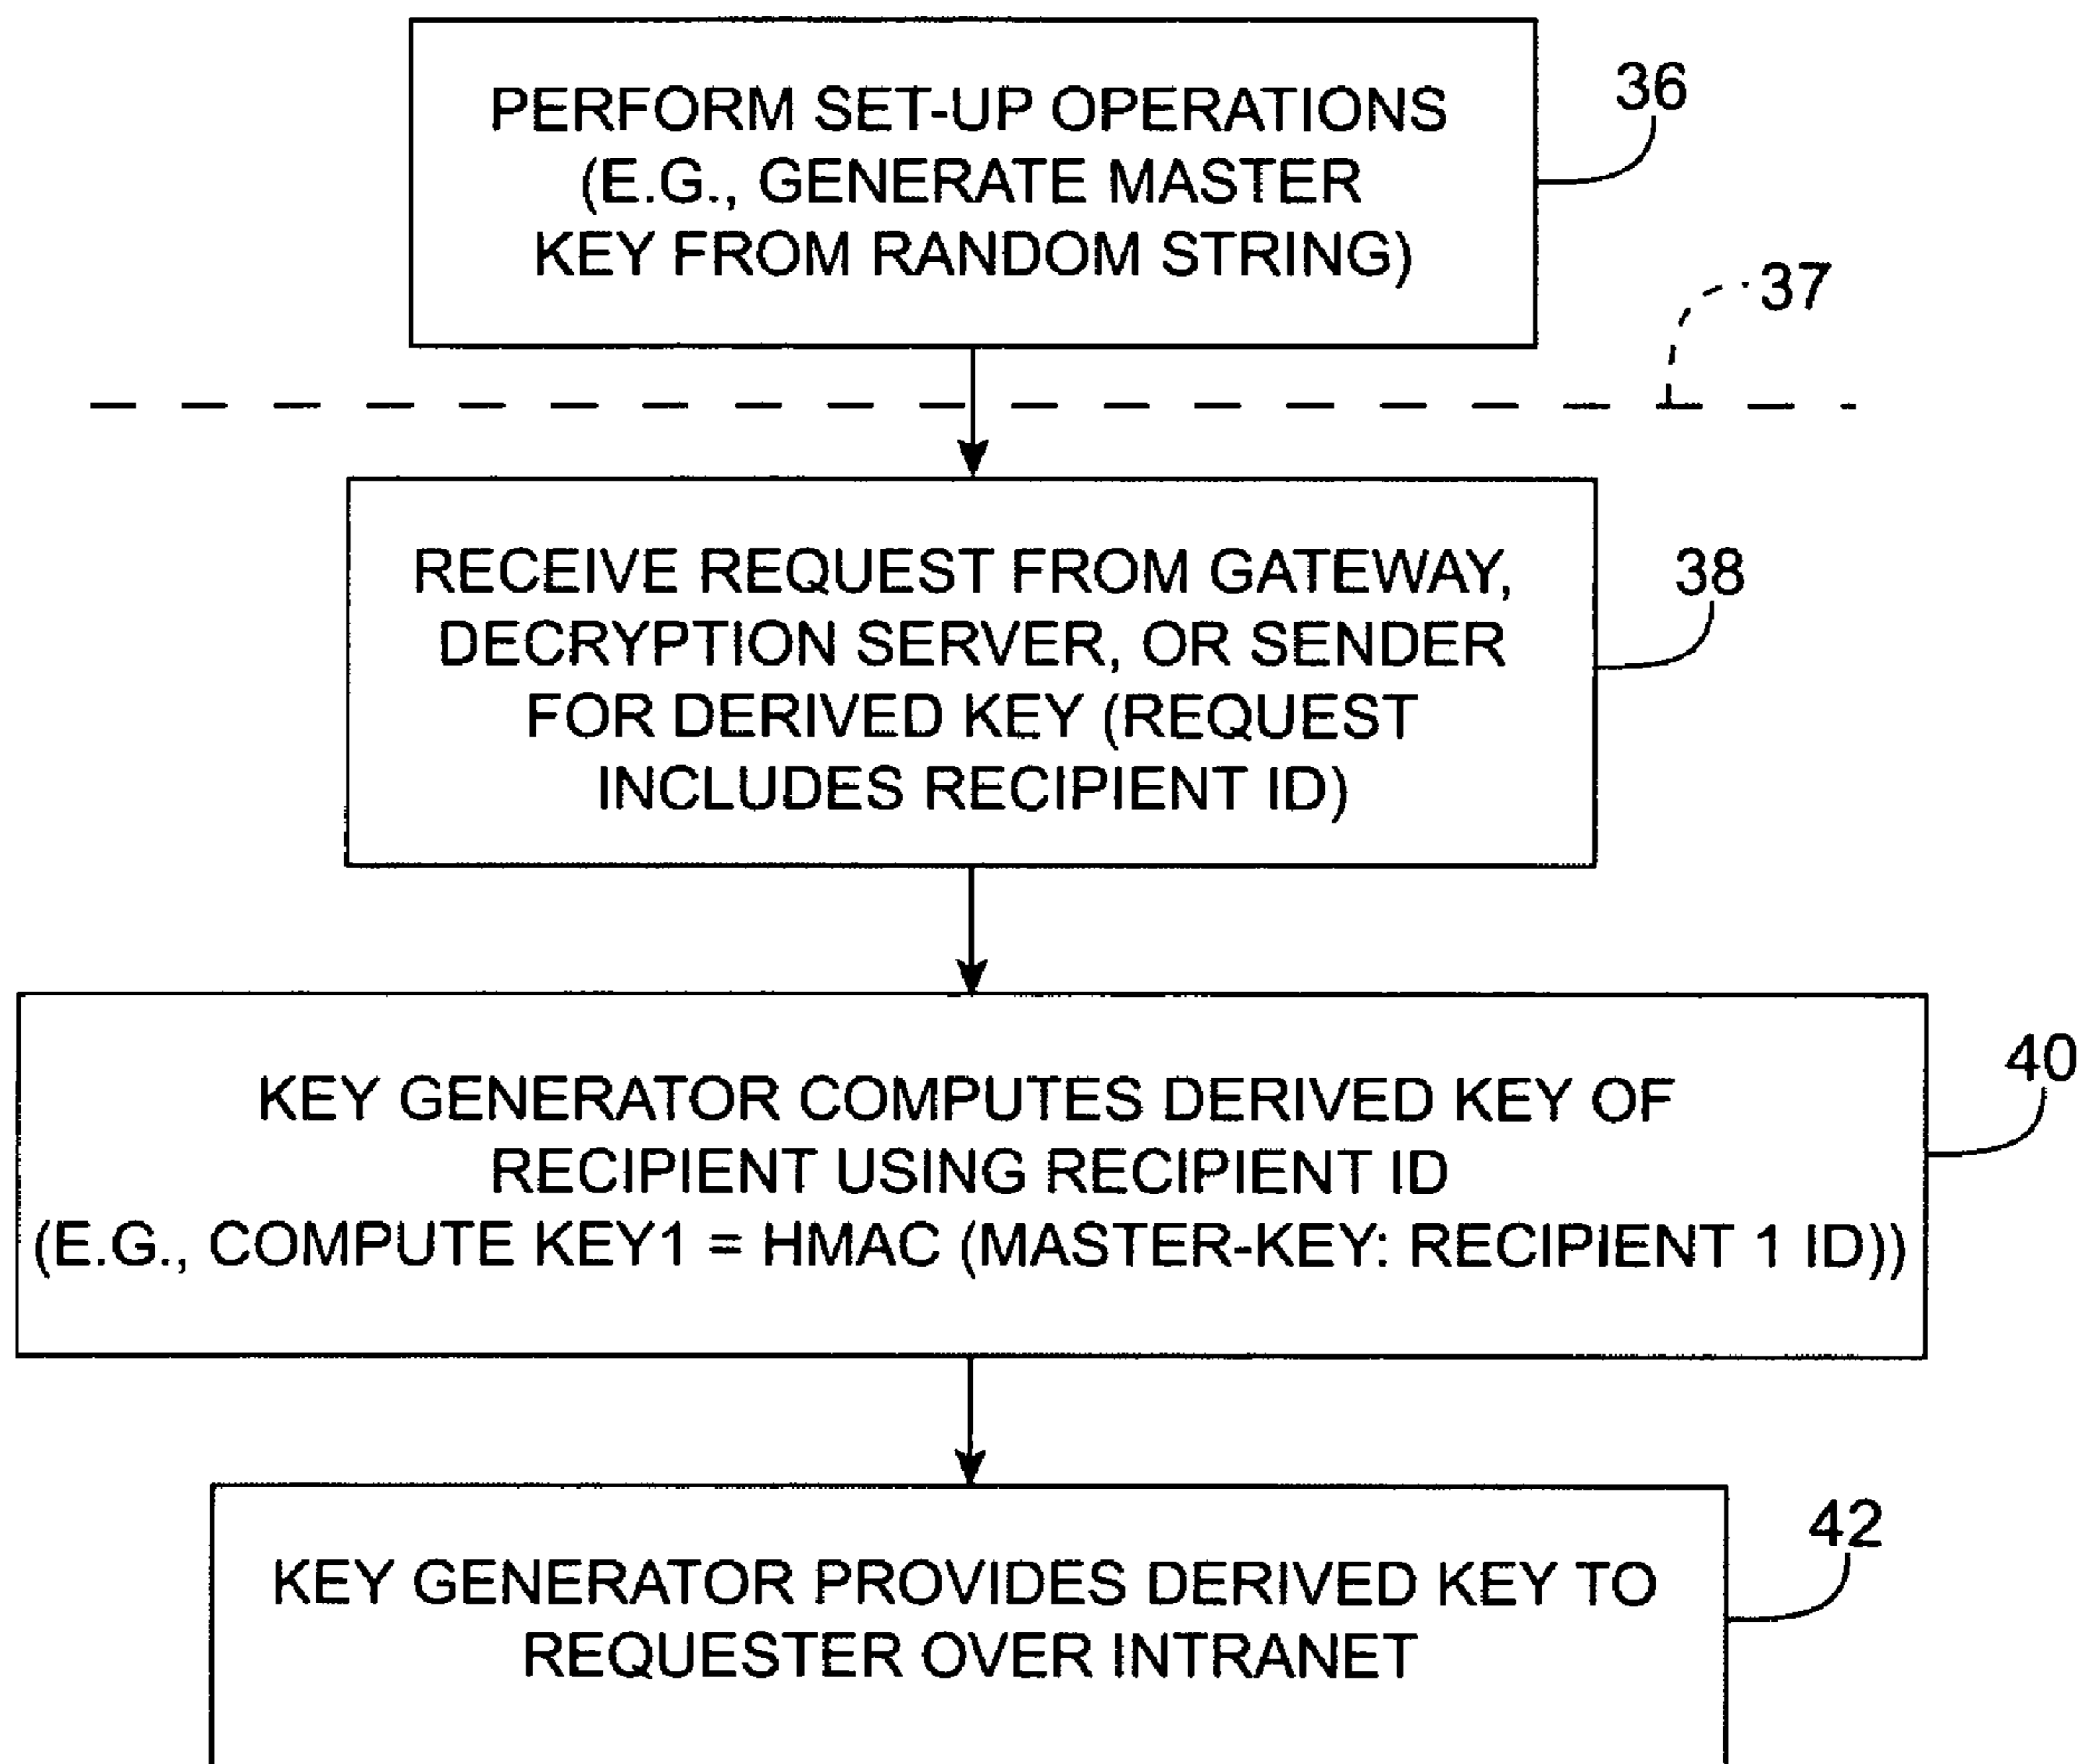 PERFORM SET-UP OPERATIONS
(E.G., GENERATE MASTER
KEY FROM RANDOM STRING)
36
37
RECEIVE REQUEST FROM GATEWAY,
DECRYPTION SERVER, OR SENDER
FOR DERIVED KEY (REQUEST
INCLUDES RECIPIENT ID)
38
KEY GENERATOR COMPUTES DERIVED KEY OF
RECIPIENT USING RECIPIENT ID
(E.G., COMPUTE KEY1 = HMAC (MASTER-KEY: RECIPIENT 1 ID))
40
KEY GENERATOR PROVIDES DERIVED KEY TO
REQUESTER OVER INTRANET
42